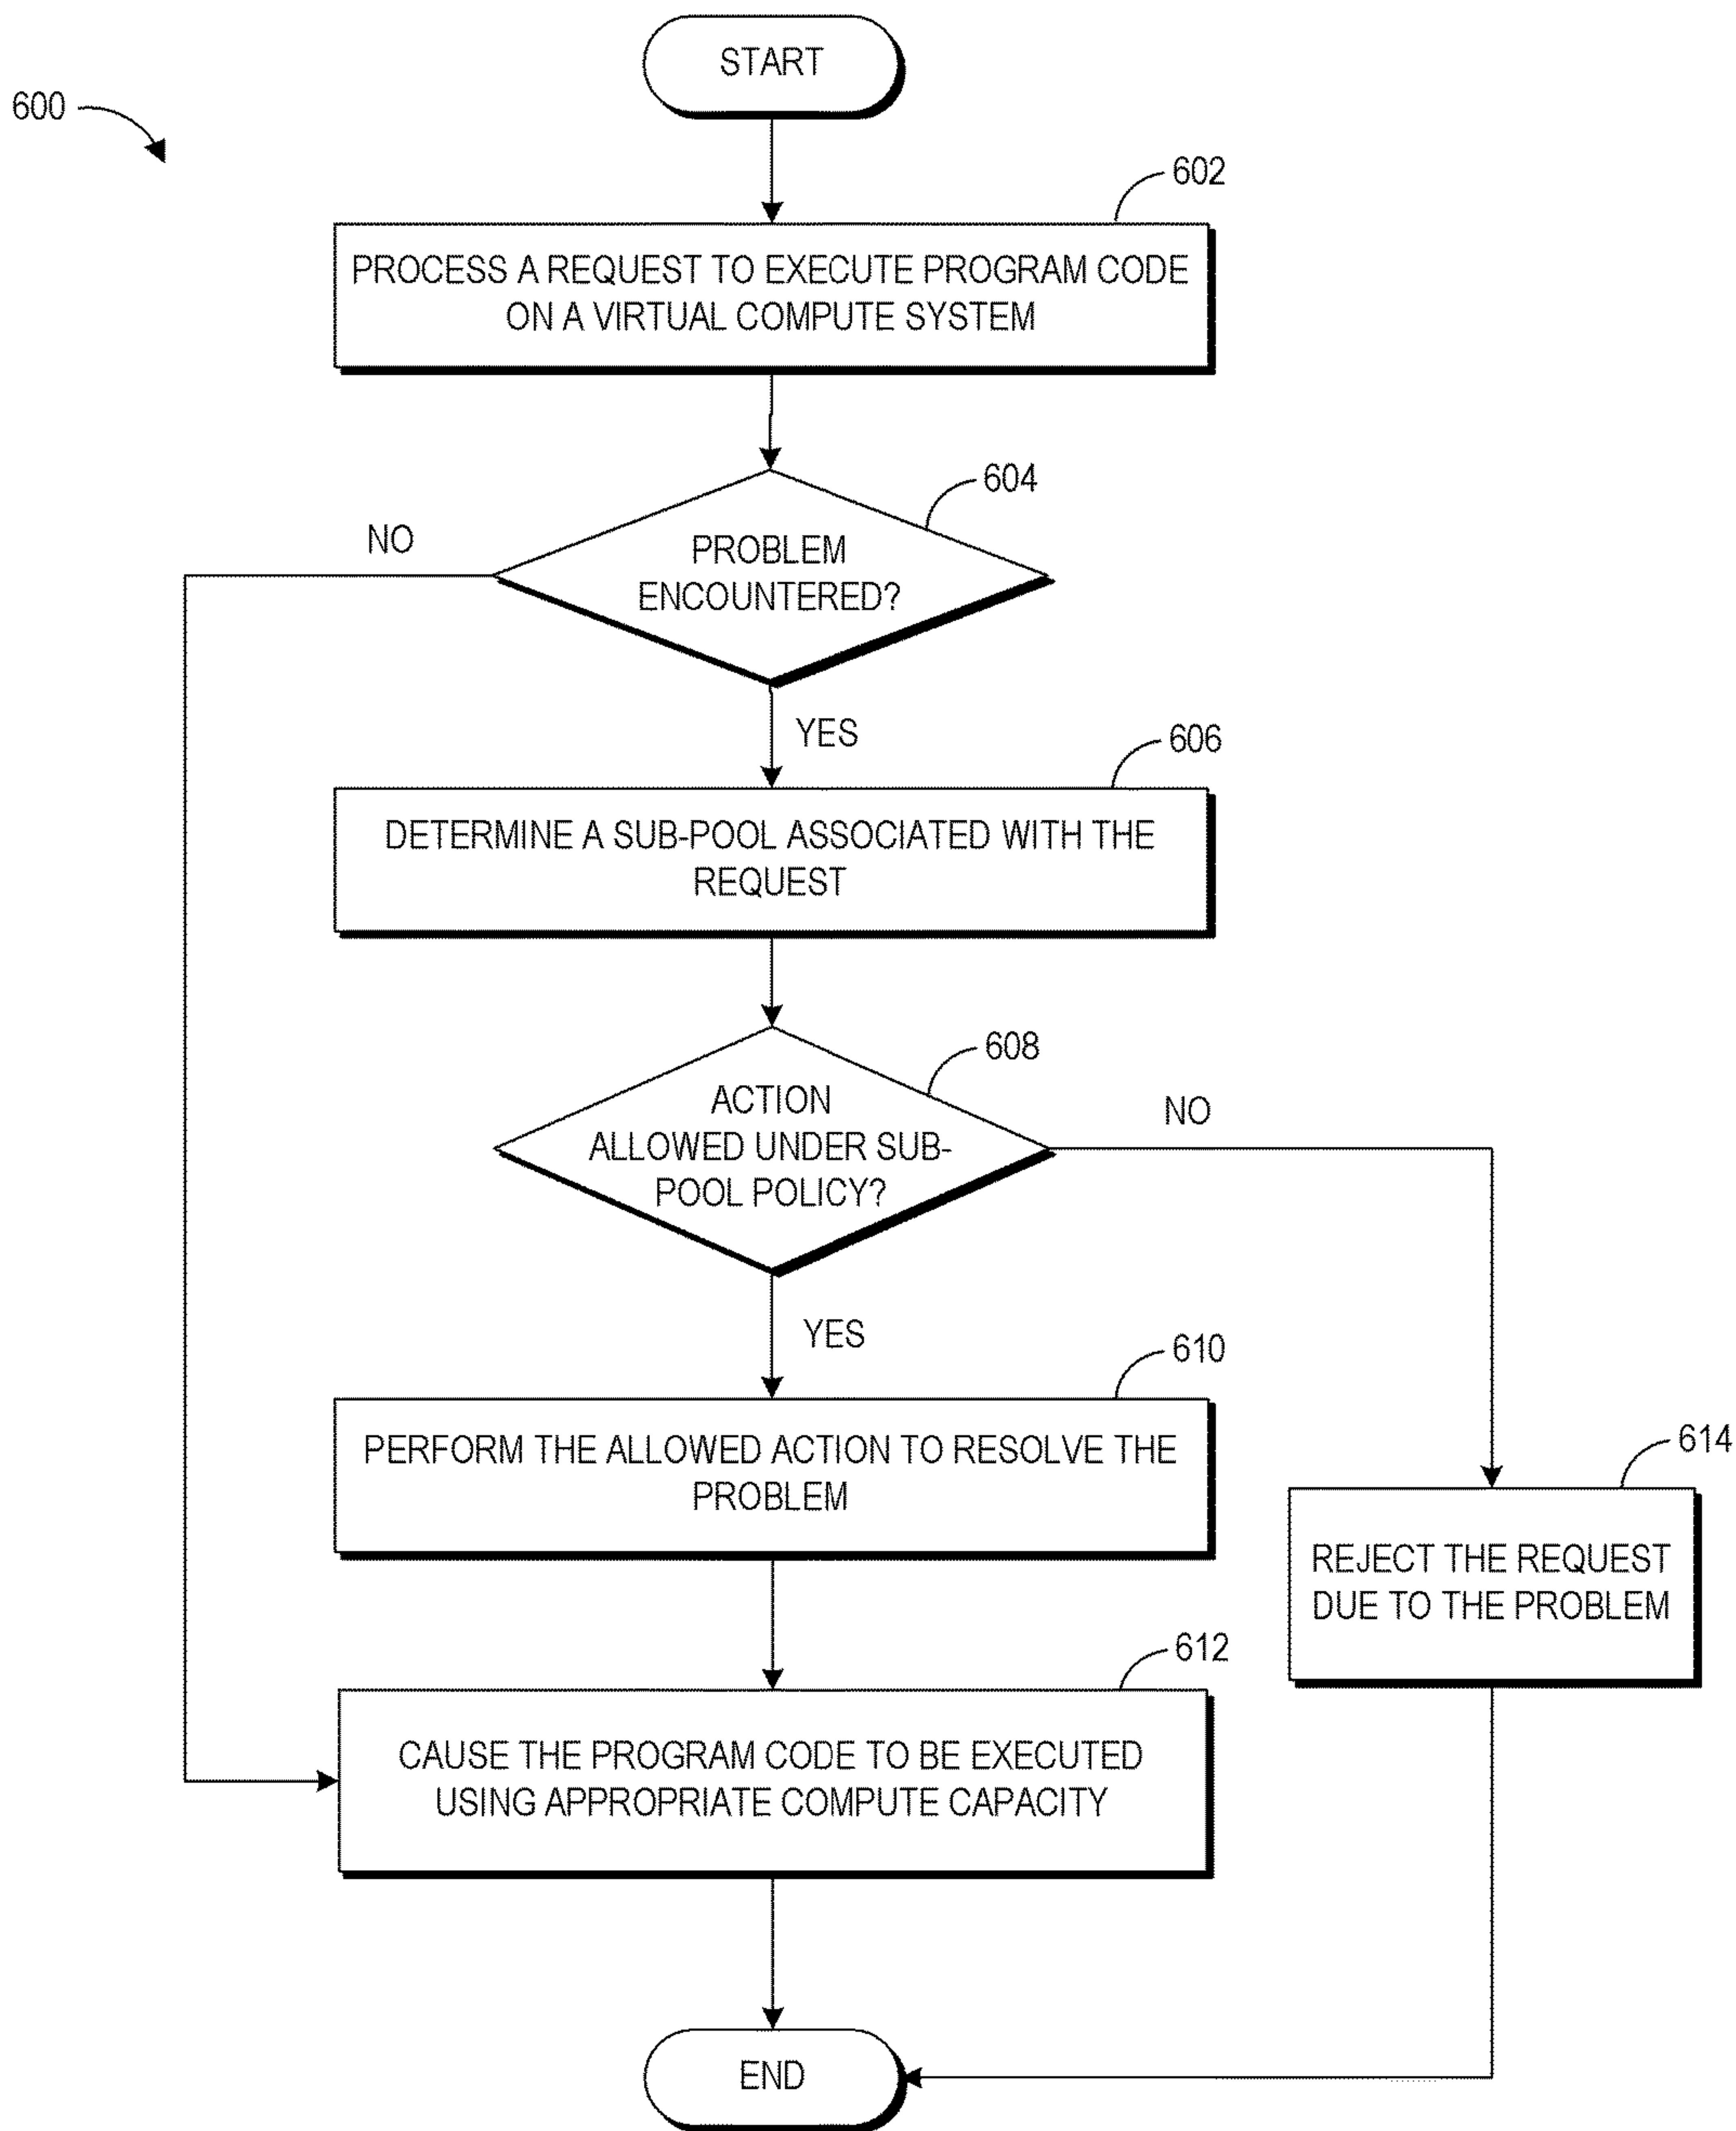 START
600
602
PROCESS A REQUEST TO EXECUTE PROGRAM CODE
ON A VIRTUAL COMPUTE SYSTEM
604
NO
PROBLEM
ENCOUNTERED?
YES
606
DETERMINE A SUB-POOL ASSOCIATED WITH THE
REQUEST
608
ACTION
ALLOWED UNDER SUB-
POOL POLICY?
NO
YES
610
PERFORM THE ALLOWED ACTION TO RESOLVE THE
PROBLEM
614
REJECT THE REQUEST
DUE TO THE PROBLEM
612
CAUSE THE PROGRAM CODE TO BE EXECUTED
USING APPROPRIATE COMPUTE CAPACITY
END